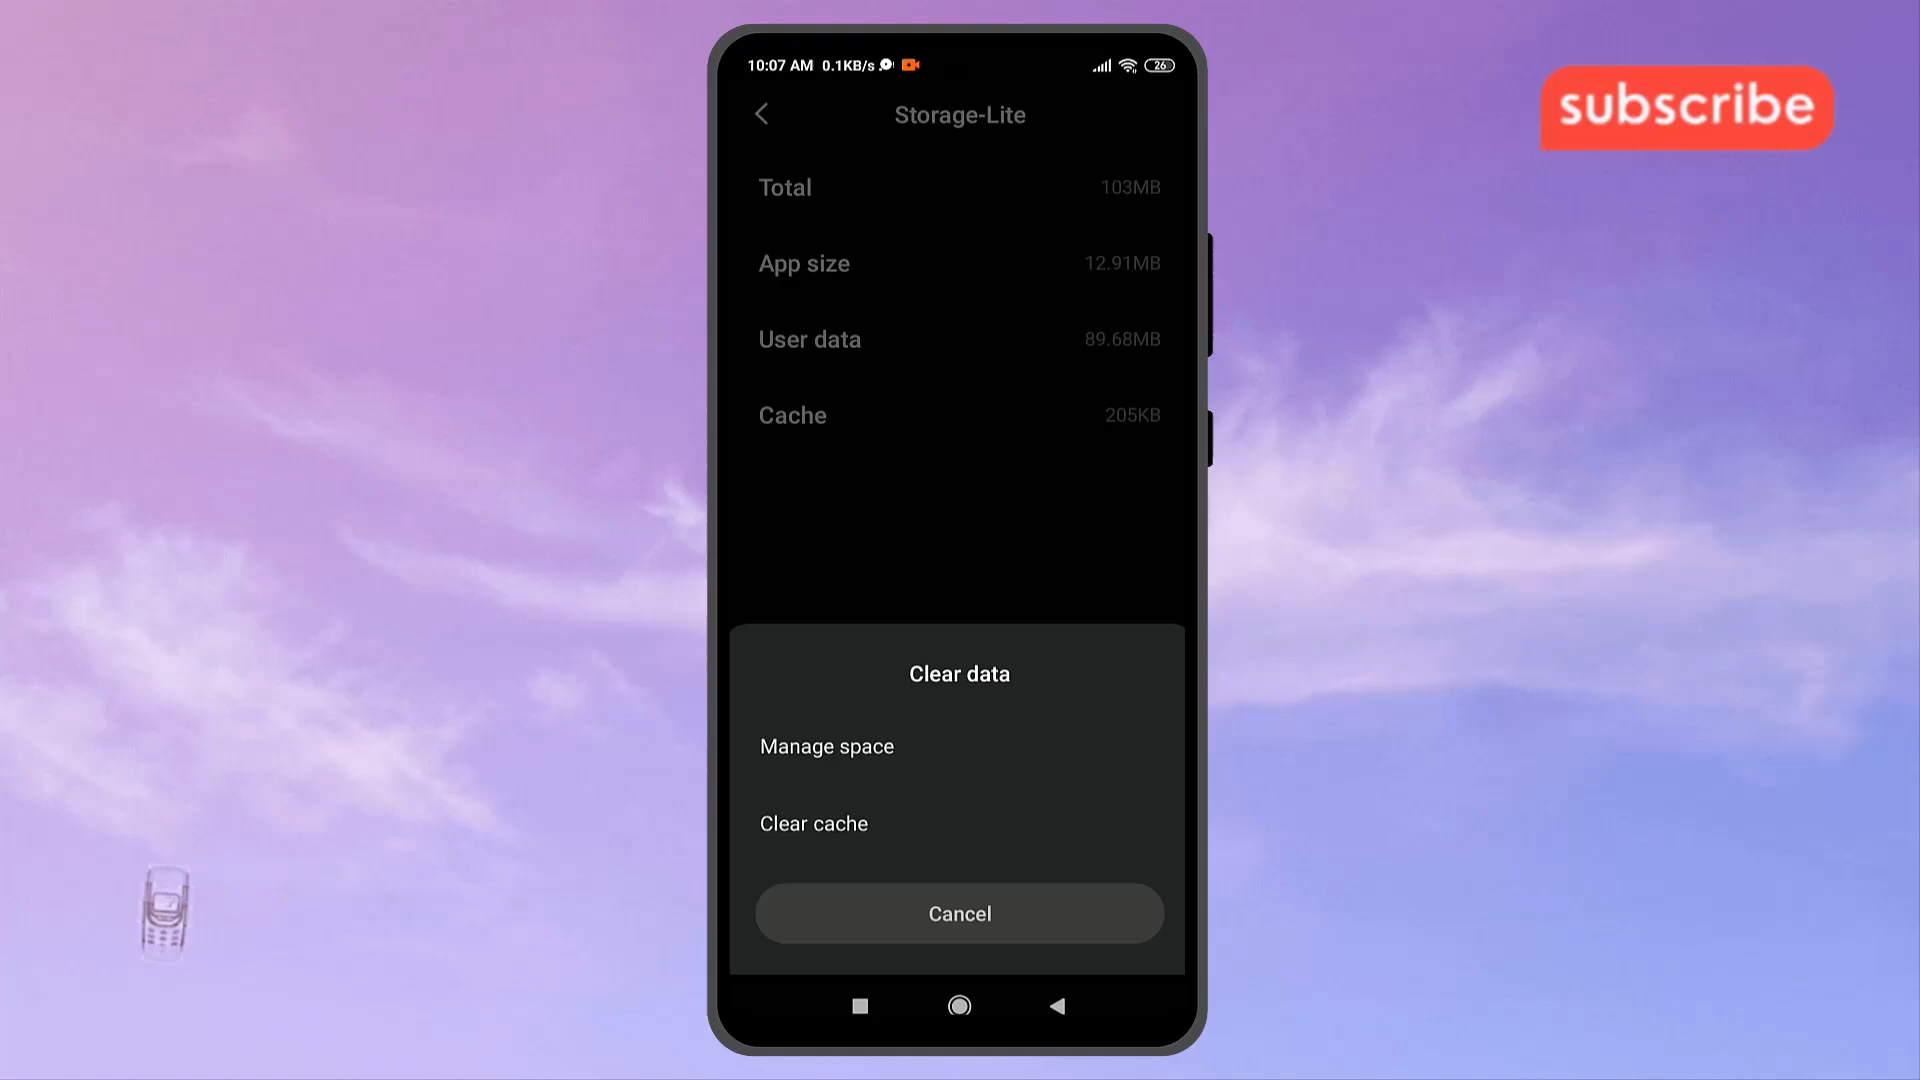 10:07 AM 0.1KB/s
26
Storage-Lite
Total 103MB
App size 12.91MB
User data 89.68MB
Cache 205KB
Clear data
Manage space
Clear cache
Cancel
subscribe